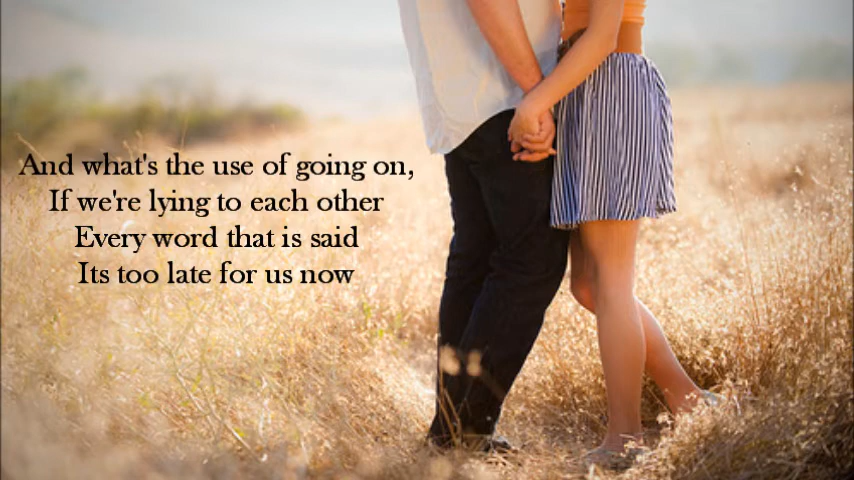 And what's the use of going on,
If we're lying to each other
Every word that is said
Its too late for us now